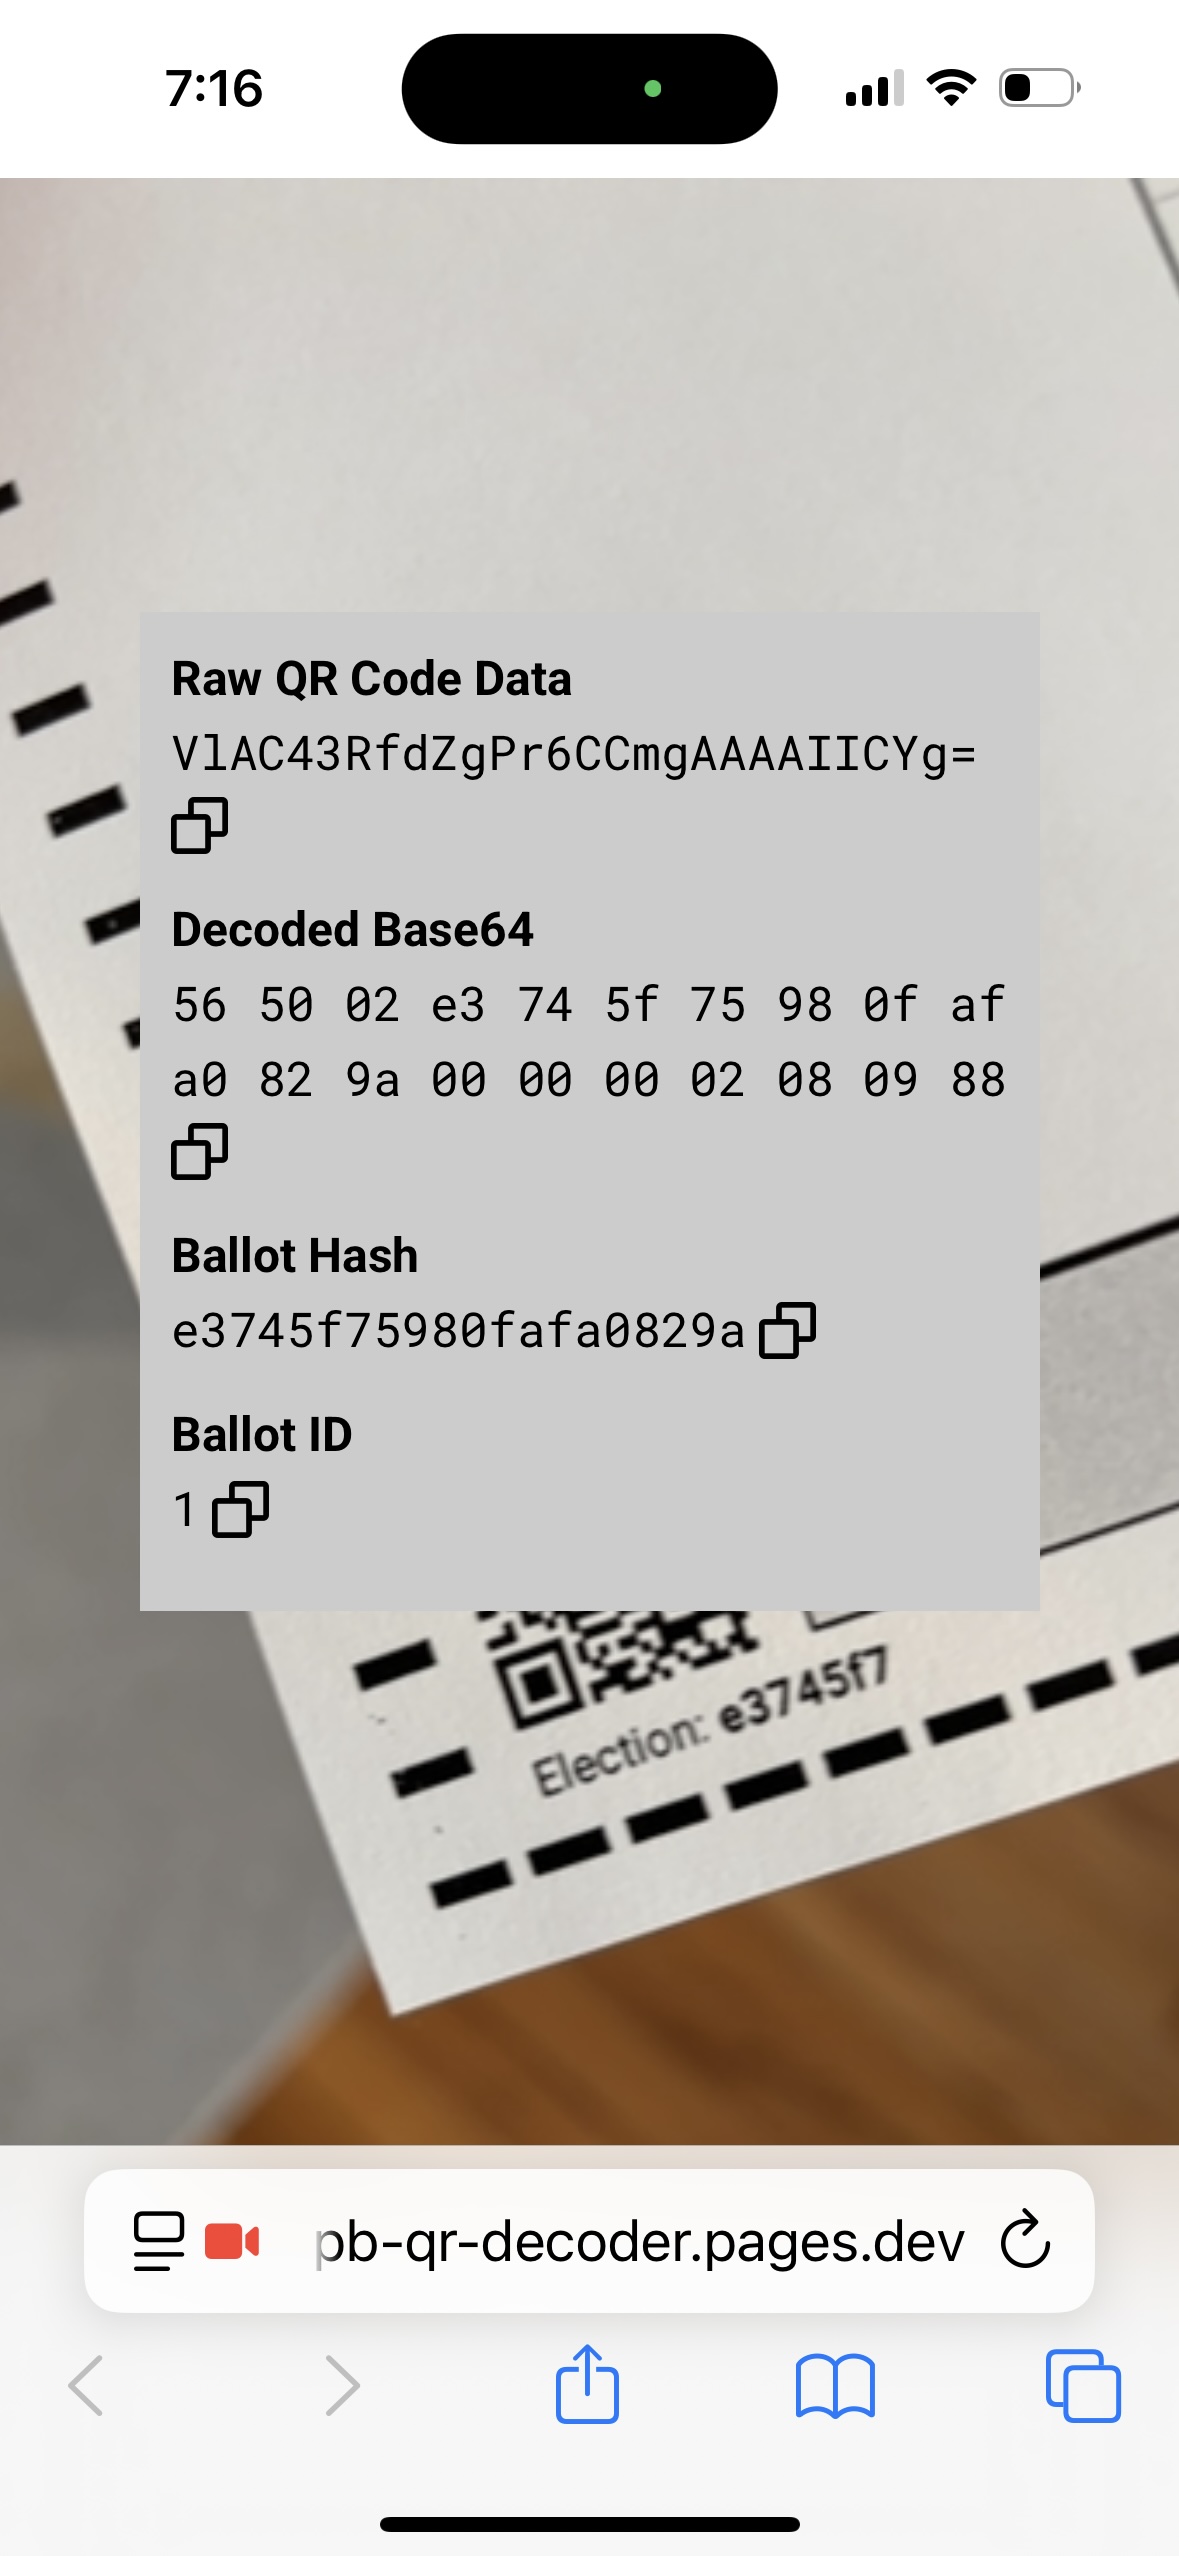 7:16
Raw QR Code Data
VlAC43RfdZgPr6CCmgAAAAIICYg=
Decoded Base64
56 50 02 e3 74 5f 75 98 0f af
a0 82 9a 00 00 00 02 08 09 88
Ballot Hash
e3745f75980fafa0829a
Ballot ID
1
Election: e3745f7
pb-qr-decoder.pages.dev